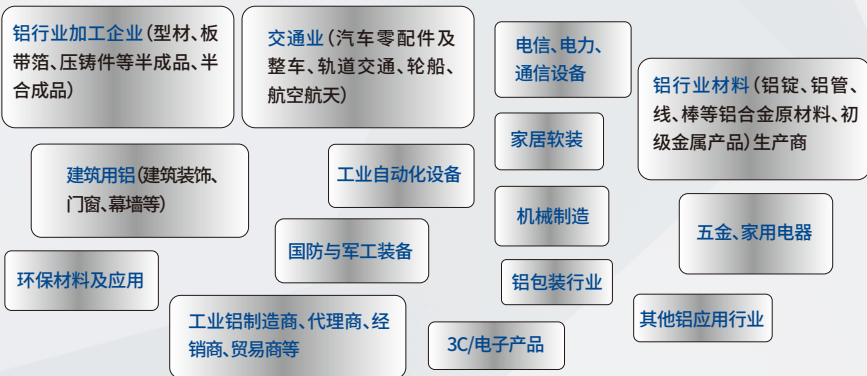 铝行业加工企业(型材、板
带箔、压铸件等半成品、半
合成品)
交通业(汽车零配件及
整车、轨道交通、轮船、
航空航天)
电信、电力、
通信设备
铝行业材料(铝锭、铝管、
线、棒等铝合金原材料、初
级金属产品)生产商
家居软装
建筑用铝(建筑装饰、
门窗、幕墙等)
工业自动化设备
机械制造
五金、家用电器
国防与军工装备
环保材料及应用
铝包装行业
工业铝制造商、代理商、经
销商、贸易商等
3C/电子产品
其他铝应用行业